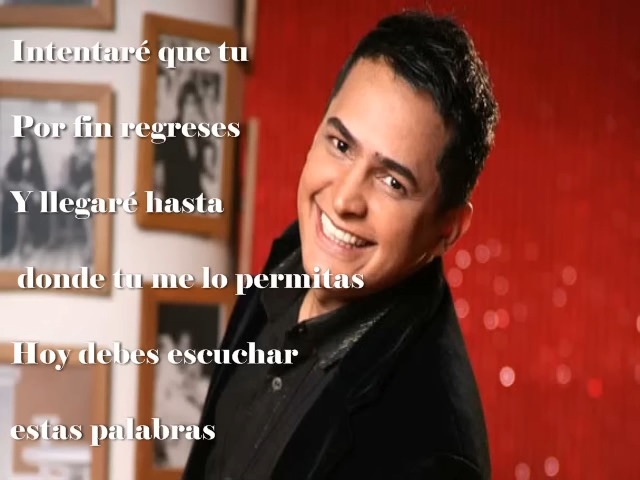 Intentaré que tu
Por fin regreses
Y llegaré hasta
donde tu me lo permitas
Hoy debes escuchar
estas palabras